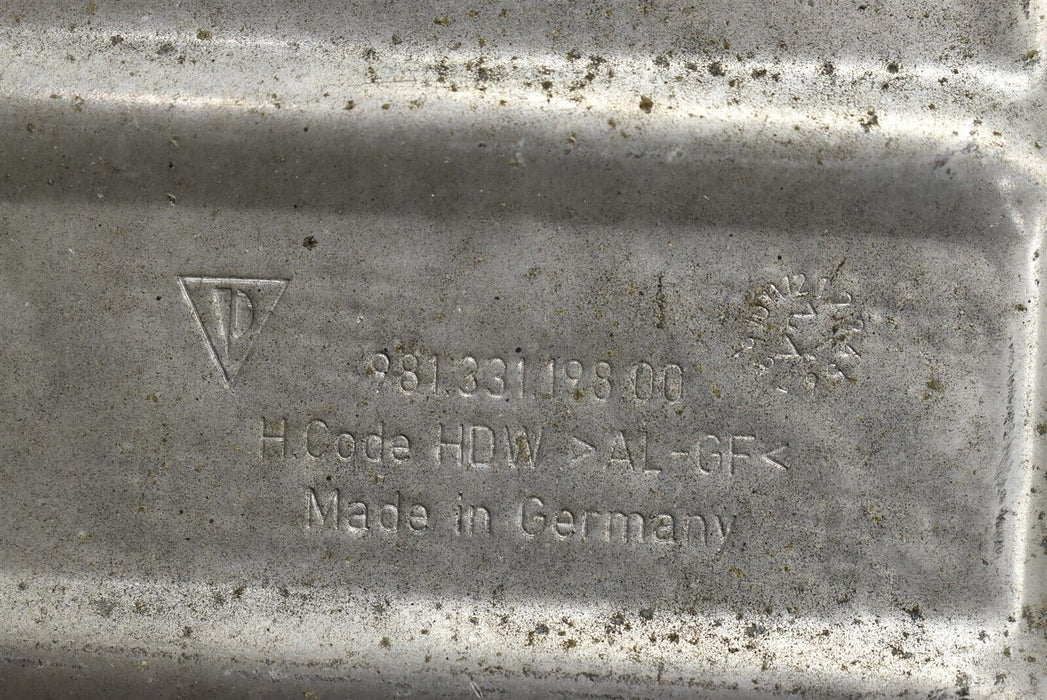 981.331.198.00
H.Code HDW >AL-GF<
Made in Germany